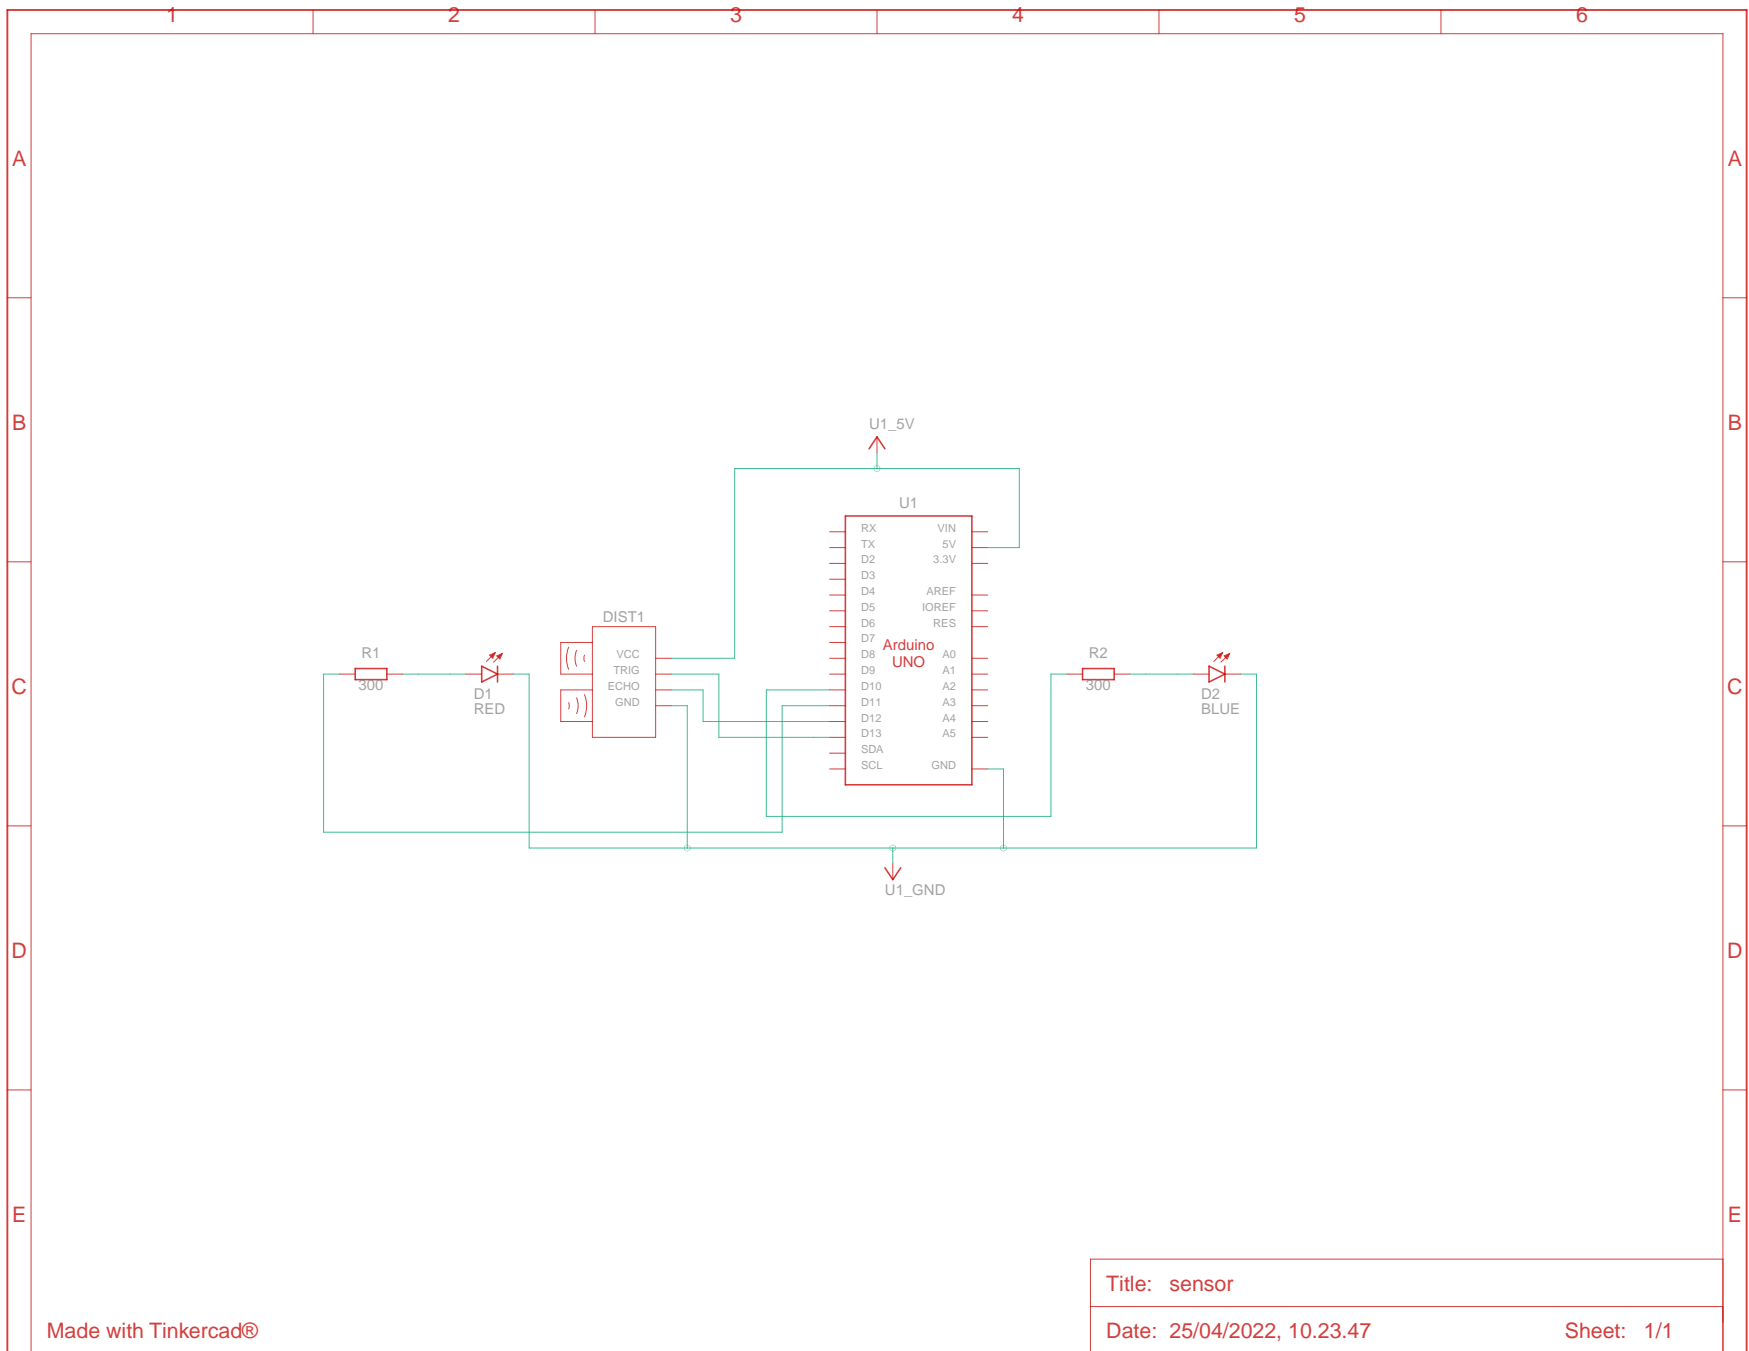 1 2 3 4 5 6
A A
B B
U1_5V
U1
RX VIN
TX 5V
D2 3.3V
D3
D4 AREF
D5 IOREF
D6 RES
D7
Arduino
UNO
D8 A0
D9 A1
D10 A2
D11 A3
D12 A4
D13 A5
SDA
SCL GND
DIST1
VCC
TRIG
ECHO
GND
C C
R1
300
D1
RED
R2
300
D2
BLUE
U1_GND
D D
E E
Title: sensor
Made with Tinkercad®
Date: 25/04/2022, 10.23.47 Sheet: 1/1